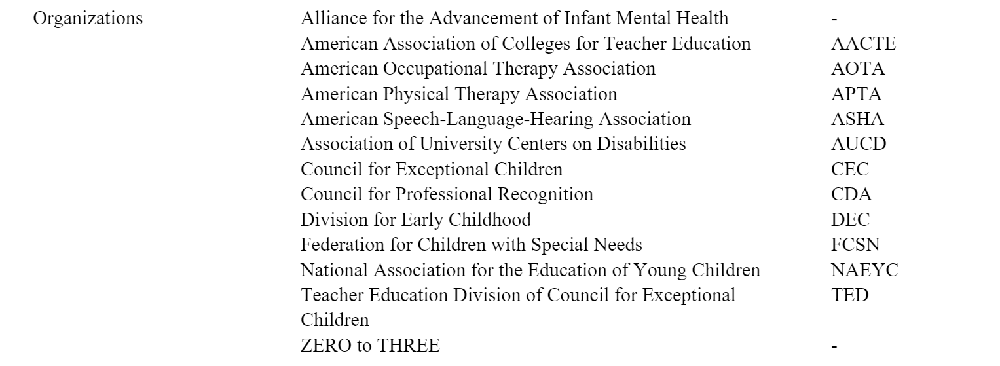 Organizations Alliance for the Advancement of Infant Mental Health -
American Association of Colleges for Teacher Education AACTE
American Occupational Therapy Association AOTA
American Physical Therapy Association APTA
American Speech-Language-Hearing Association ASHA
Association of University Centers on Disabilities AUCD
Council for Exceptional Children CEC
Council for Professional Recognition CDA
Division for Early Childhood DEC
Federation for Children with Special Needs FCSN
National Association for the Education of Young Children NAEYC
Teacher Education Division of Council for Exceptional TED
Children
ZERO to THREE -